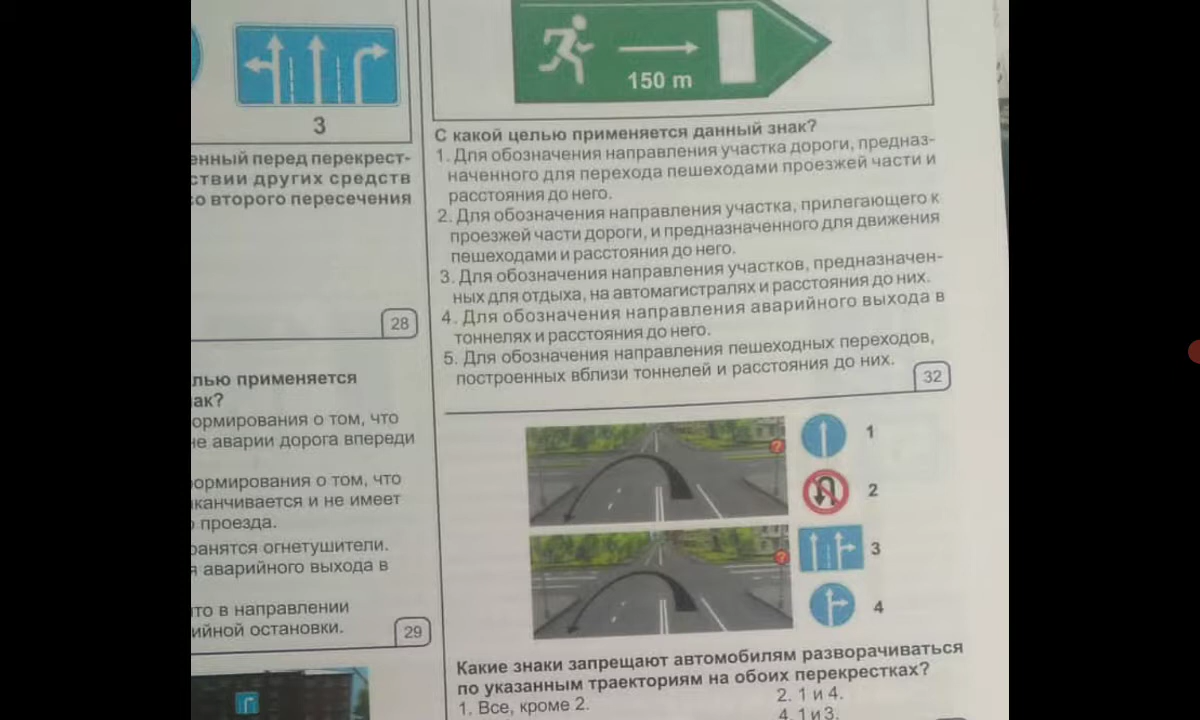 3
енный перед перекрест-
ствии других средств
со второго пересечения
28
лью применяется
ак?
ормирования о том, что
не аварии дорога впереди
ормирования о том, что
канчивается и не имеет
проезда.
ранятся огнетушители.
я аварийного выхода в
что в направлении
ийной остановки.
29
150 m
С какой целью применяется данный знак?
1. Для обозначения направления участка дороги, предназ-
наченного для перехода пешеходами проезжей части и
расстояния до него.
2. Для обозначения направления участка, прилегающего к
проезжей части дороги, и предназначенного для движения
пешеходами и расстояния до него.
3. Для обозначения направления участков, предназначен-
ных для отдыха, на автомагистралях и расстояния до них.
4. Для обозначения направления аварийного выхода в
тоннелях и расстояния до него.
5. Для обозначения направления пешеходных переходов,
построенных вблизи тоннелей и расстояния до них.
32
?
1
2
?
3
4
Какие знаки запрещают автомобилям разворачиваться
по указанным траекториям на обоих перекрестках?
1. Все, кроме 2.
2. 1 и 4.
4. 1 и 3.